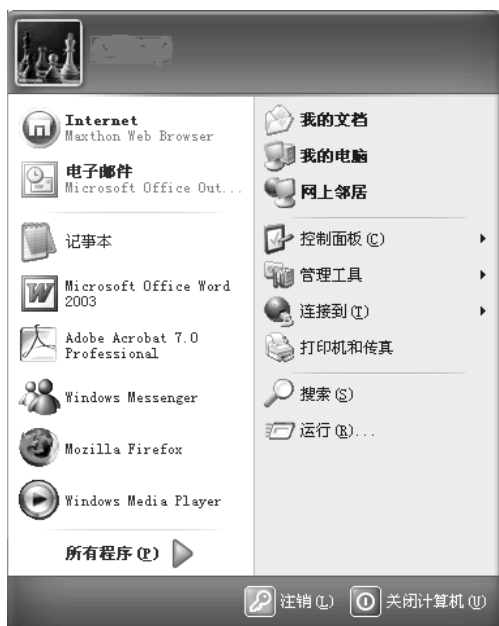 Internet
Maxthon Web Browser
电子邮件
Microsoft Office Out...
记事本
Microsoft Office Word
2003
Adobe Acrobat 7.0
Professional
Windows Messenger
Mozilla Firefox
Windows Media Player
所有程序(P)
我的文档
我的电脑
网上邻居
控制面板(C)
管理工具
连接到(T)
打印机和传真
搜索(S)
运行(R)...
注销(L)
关闭计算机(U)